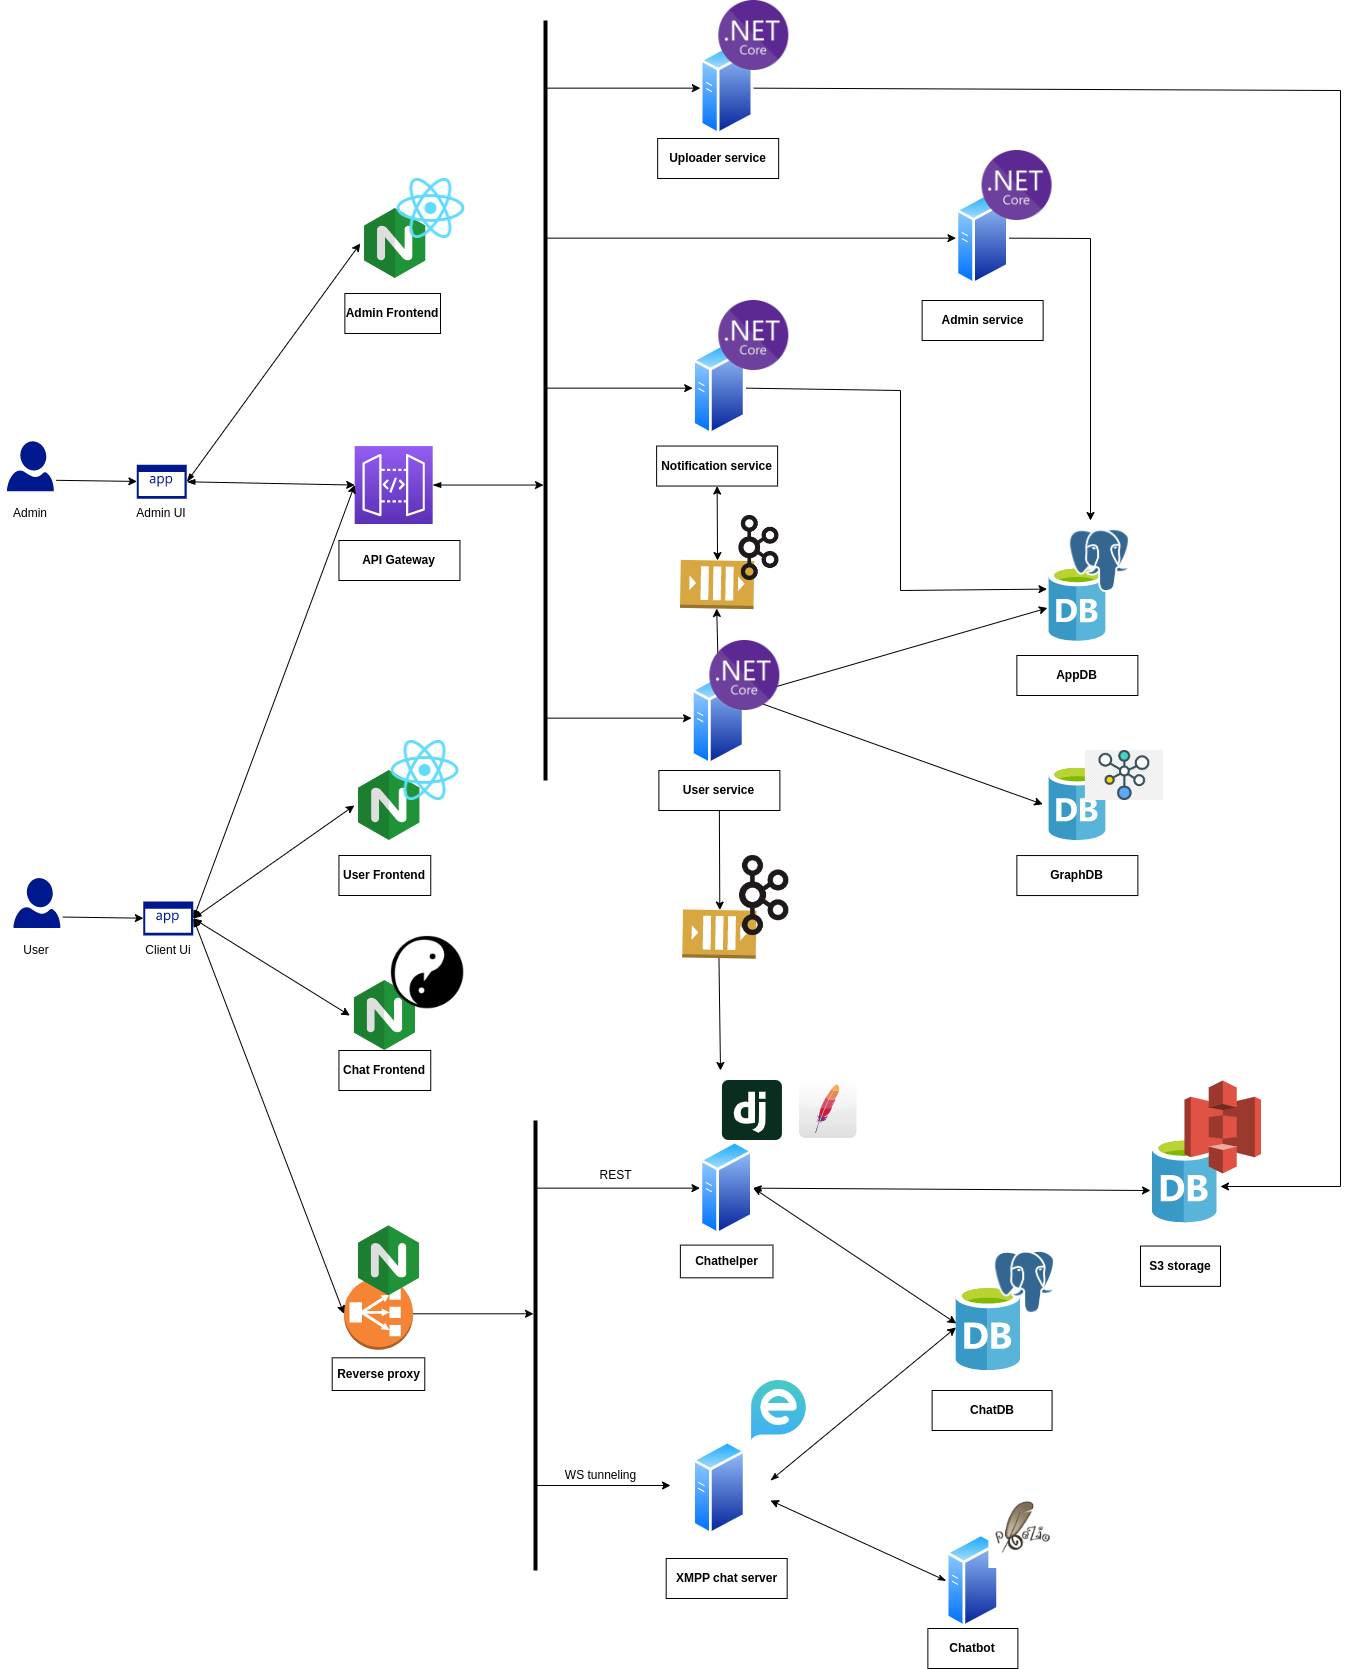 .NET
Core
Uploader service
.NET
Core
Admin service
N
Admin Frontend
.NET
Core
Notification service
app
Admin
Admin UI
</>
API Gateway
DB
AppDB
.NET
Core
User service
N
User Frontend
DB
GraphDB
app
User
Client Ui
N
Chat Frontend
dj
REST
Chathelper
DB
S3 storage
N
Reverse proxy
DB
ChatDB
e
WS tunneling
XMPP chat server
poezio
Chatbot